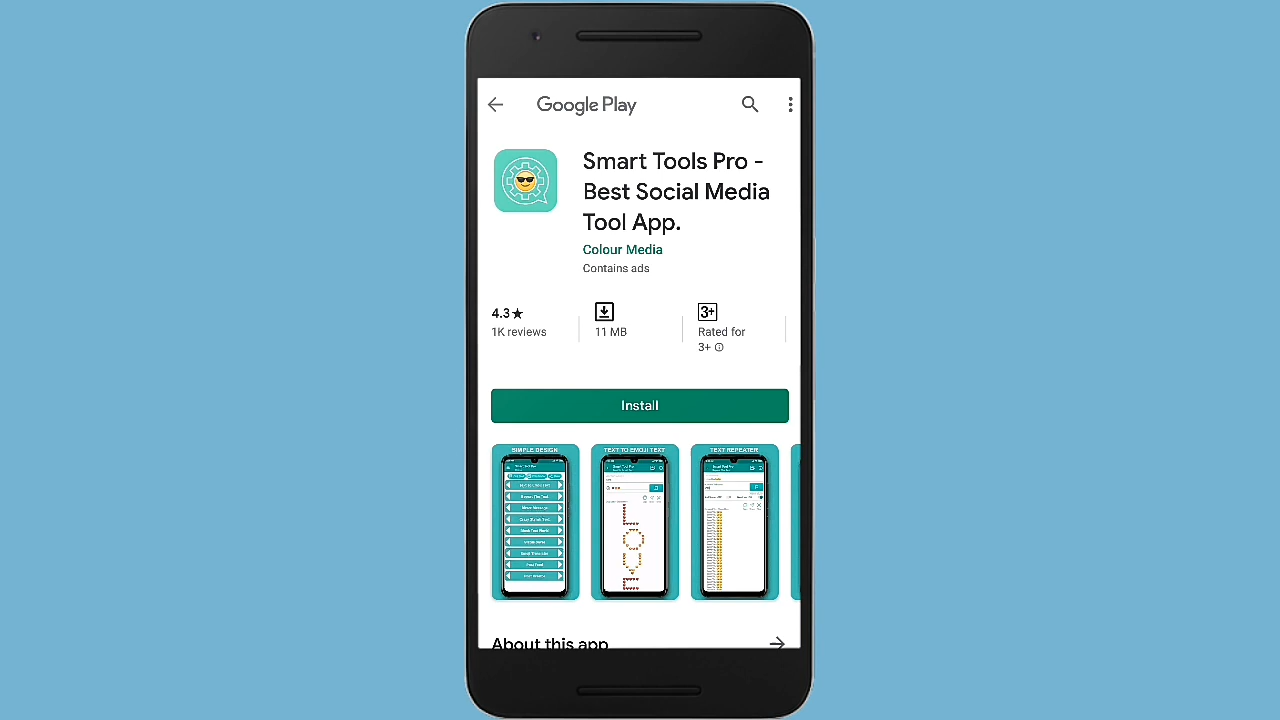 Google Play
Smart Tools Pro -
Best Social Media
Tool App.
Colour Media
Contains ads
4.3★
1K reviews
11 MB
3+
Rated for
3+
Install
SIMPLE DESIGN
TEXT TO EMOJI TEXT
TEXT REPEATER
About this app